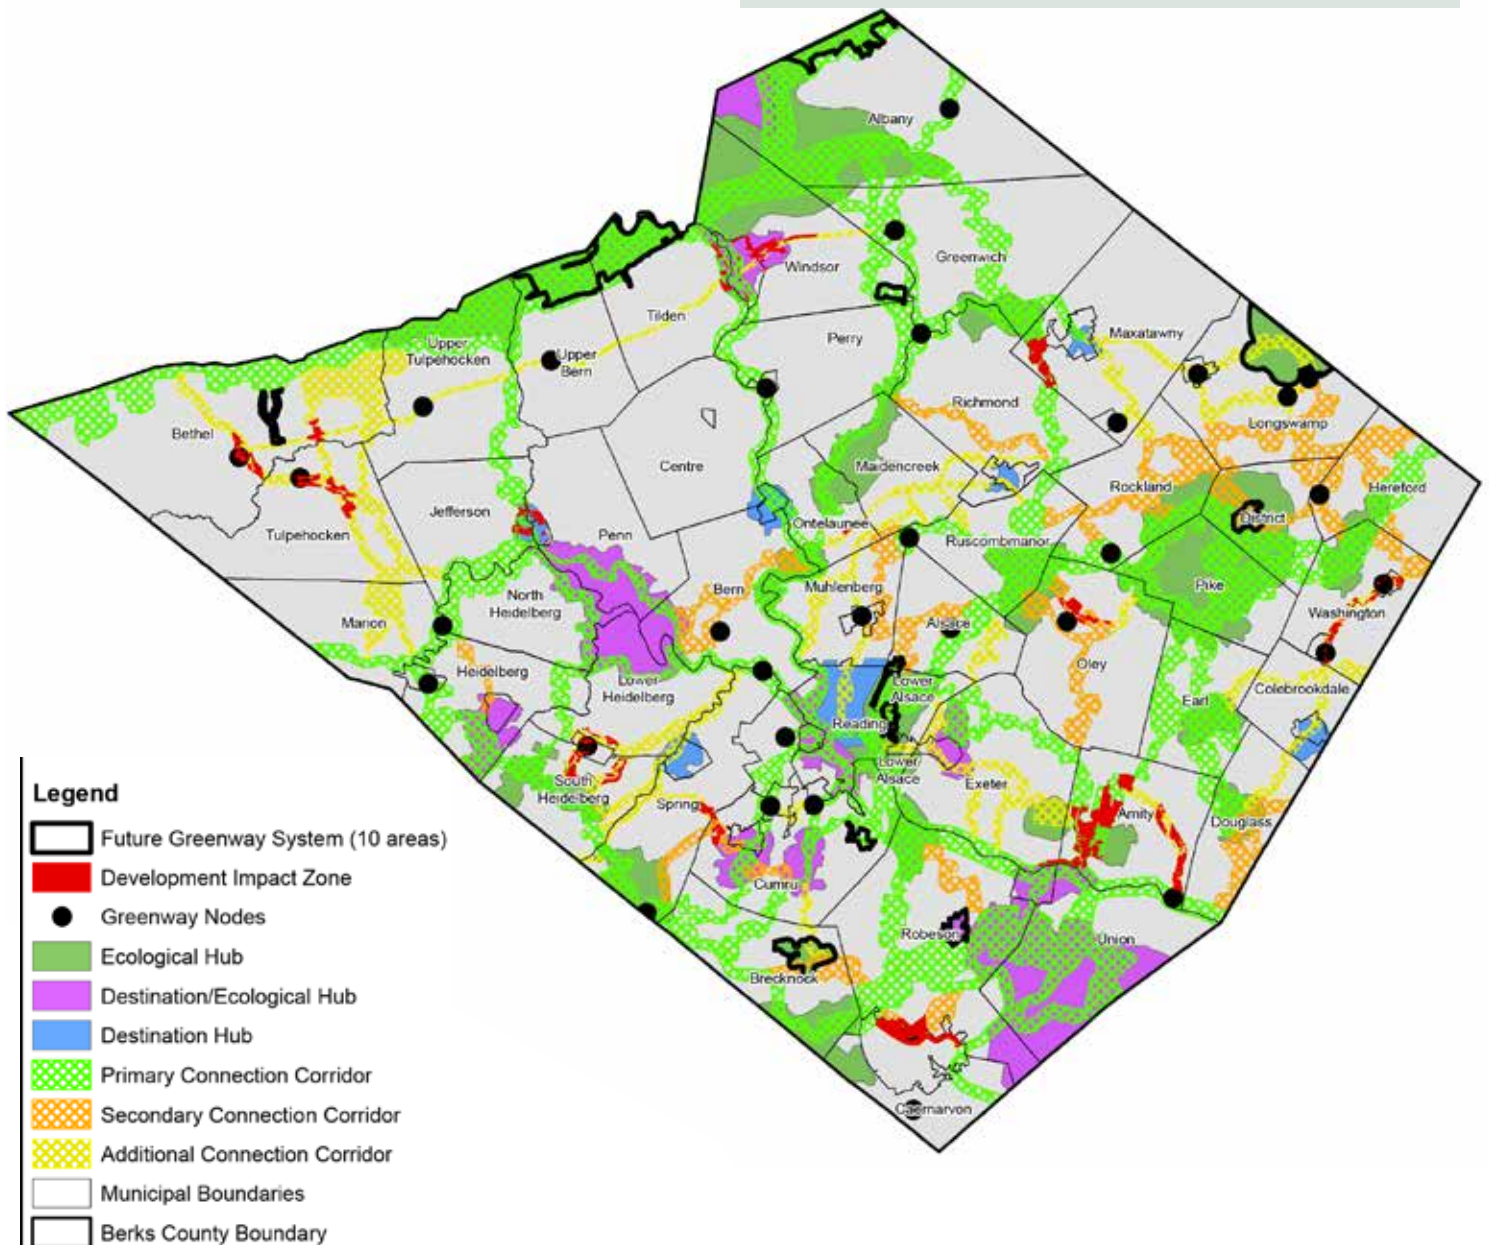 Albany
Windsor
Greenwich
Tilden
Upper
Tulpehocken
Upper
Bern
Perry
Maxatawny
Bethel
Richmond
Longswamp
Centre
Maidencreek
Rockland
Hereford
Jefferson
Penn
Ontelaunee
District
Tulpehocken
Ruscombmanor
North
Heidelberg
Bern
Muhlenberg
Pike
Marion
Alsace
Washington
Heidelberg
Lower
Heidelberg
Lower
Alsace
Oley
Colebrookdale
Earl
Reading
Lower
Alsace
Exeter
South
Heidelberg
Spring
Amity
Douglass
Cumru
Robeson
Union
Brecknock
Caernarvon
Legend
Future Greenway System (10 areas)
Development Impact Zone
Greenway Nodes
Ecological Hub
Destination/Ecological Hub
Destination Hub
Primary Connection Corridor
Secondary Connection Corridor
Additional Connection Corridor
Municipal Boundaries
Berks County Boundary